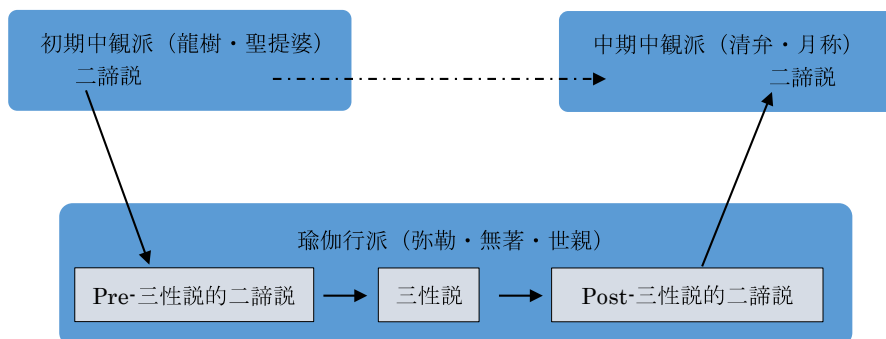 初期中観派（龍樹・聖提婆）
二諦説
中期中観派（清弁・月称）
二諦説
瑜伽行派（弥勒・無著・世親）
Pre-三性説的二諦説
三性説
Post-三性説的二諦説